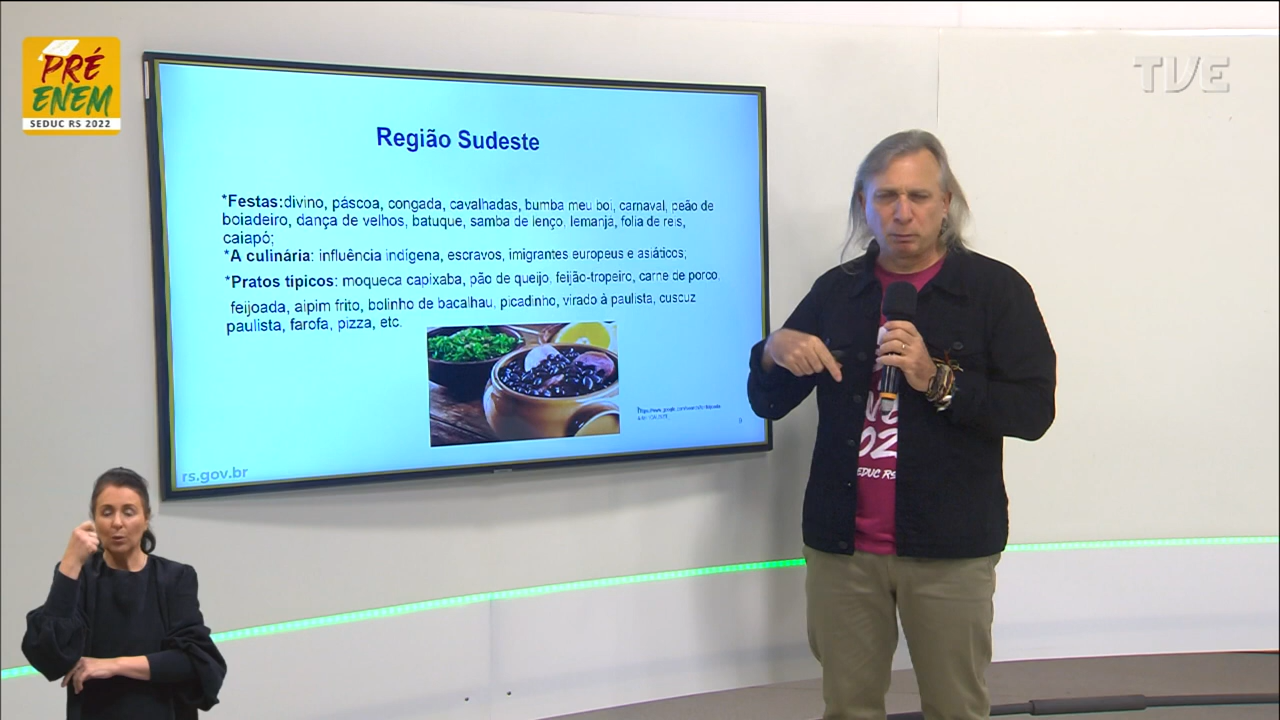 PRÉ
ENEM
SEDUC RS 2022
TVE
Região Sudeste
*Festas:divino, páscoa, congada, cavalhadas, bumba meu boi, carnaval, peão de
boiadeiro, dança de velhos, batuque, samba de lenço, Iemanja, folia de reis,
caiapó;
*A culinária: influência indígena, escravos, imigrantes europeus e asiáticos;
*Pratos típicos: moqueca capixaba, pão de queijo, feijão-tropeiro, carne de porco,
feijoada, aipim frito, bolinho de bacalhau, picadinho, virado à paulista, cuscuz
paulista, farofa, pizza, etc.
9
rs.gov.br
SEDUC RS